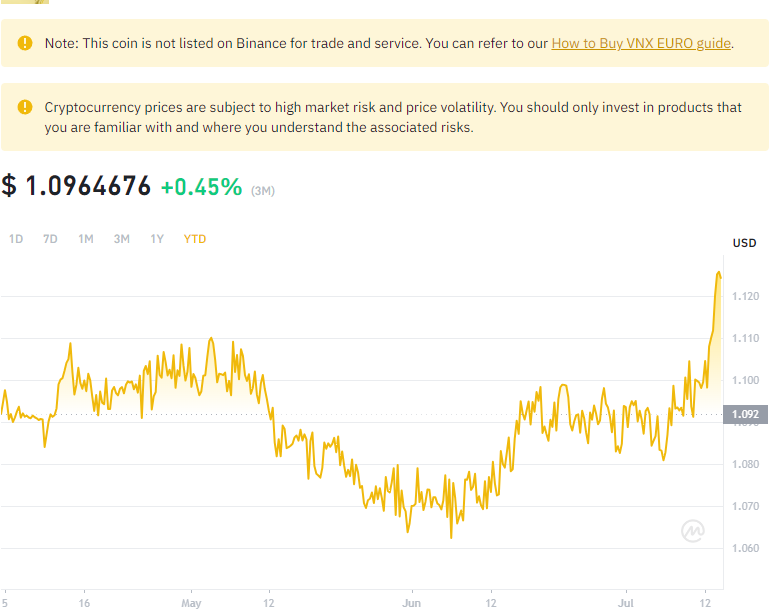 Note: This coin is not listed on Binance for trade and service. You can refer to our How to Buy VNX EURO guide.
Cryptocurrency prices are subject to high market risk and price volatility. You should only invest in products that
you are familiar with and where you understand the associated risks.
$ 1.0964676 +0.45% (3M)
1D 7D 1M 3M 1Y YTD
USD
1.120
1.110
1.100
1.092
1.080
1.070
1.060
5 16 May 12 Jun 12 Jul 12